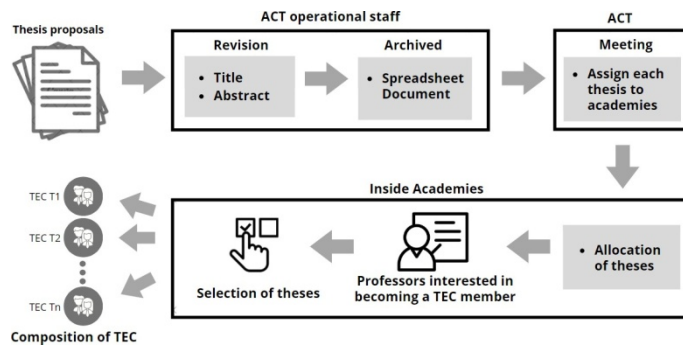 Thesis proposals
ACT operational staff
Revision
• Title
• Abstract
Archived
• Spreadsheet
Document
ACT
Meeting
• Assign each
thesis to
academies
Inside Academies
• Allocation
of theses
Professors interested in
becoming a TEC member
Selection of theses
TEC T1
TEC T2
TEC Tn
Composition of TEC